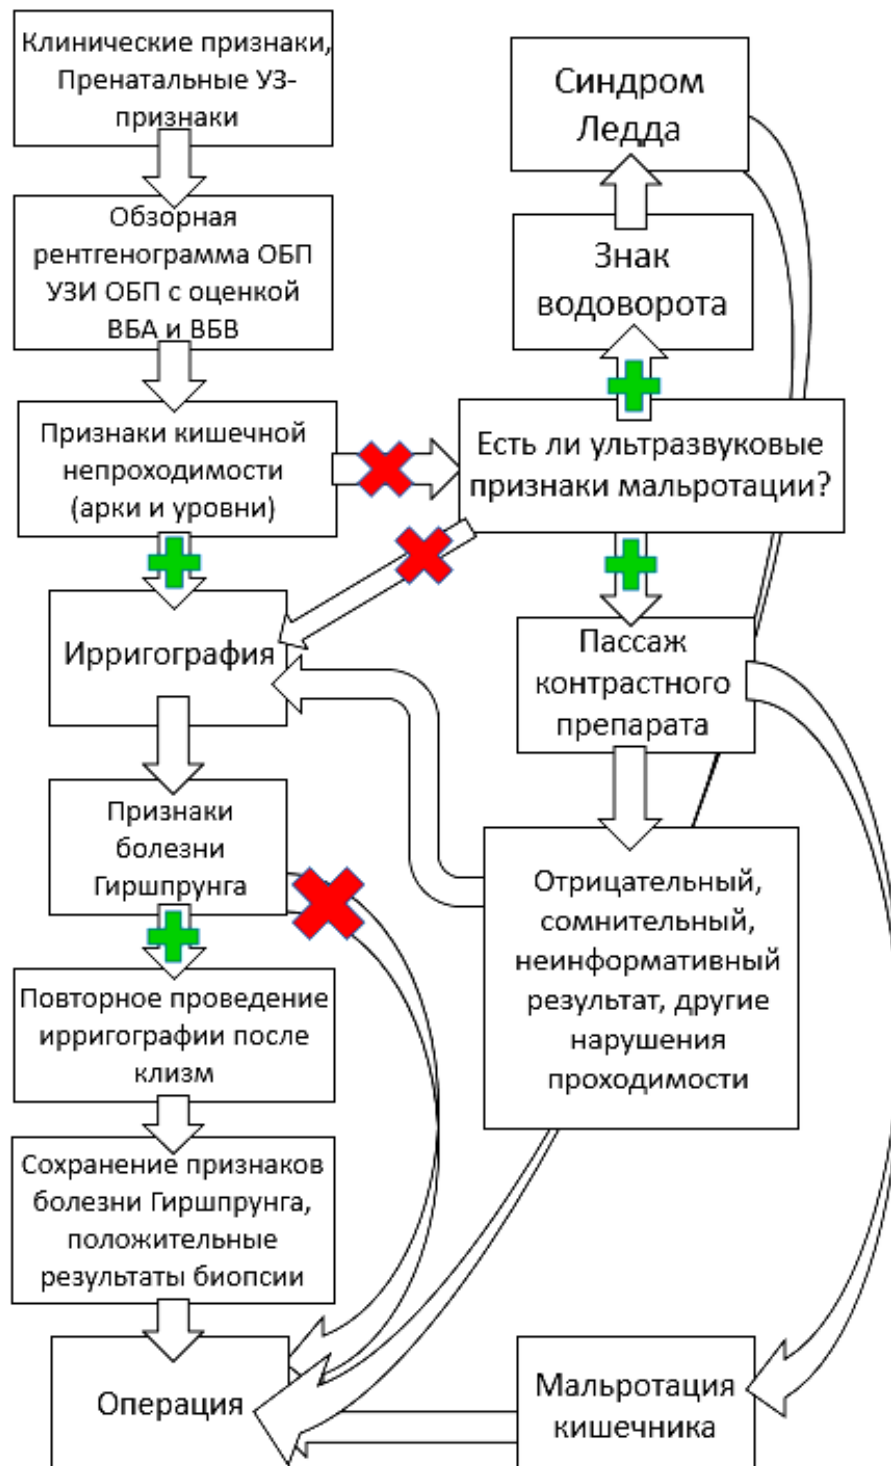 Клинические признаки,
Пренатальные УЗ-
признаки
Обзорная
рентгенограмма ОБП
УЗИ ОБП с оценкой
ВБА и ВБВ
Признаки кишечной
непроходимости
(арки и уровни)
Ирригография
Признаки
болезни
Гиршпрунга
Повторное проведение
ирригографии после
клизм
Сохранение признаков
болезни Гиршпрунга,
положительные
результаты биопсии
Операция
Синдром
Ледда
Знак
водоворота
Есть ли ультразвуковые
признаки мальротации?
Пассаж
контрастного
препарата
Отрицательный,
сомнительный,
неинформативный
результат, другие
нарушения
проходимости
Мальротация
кишечника